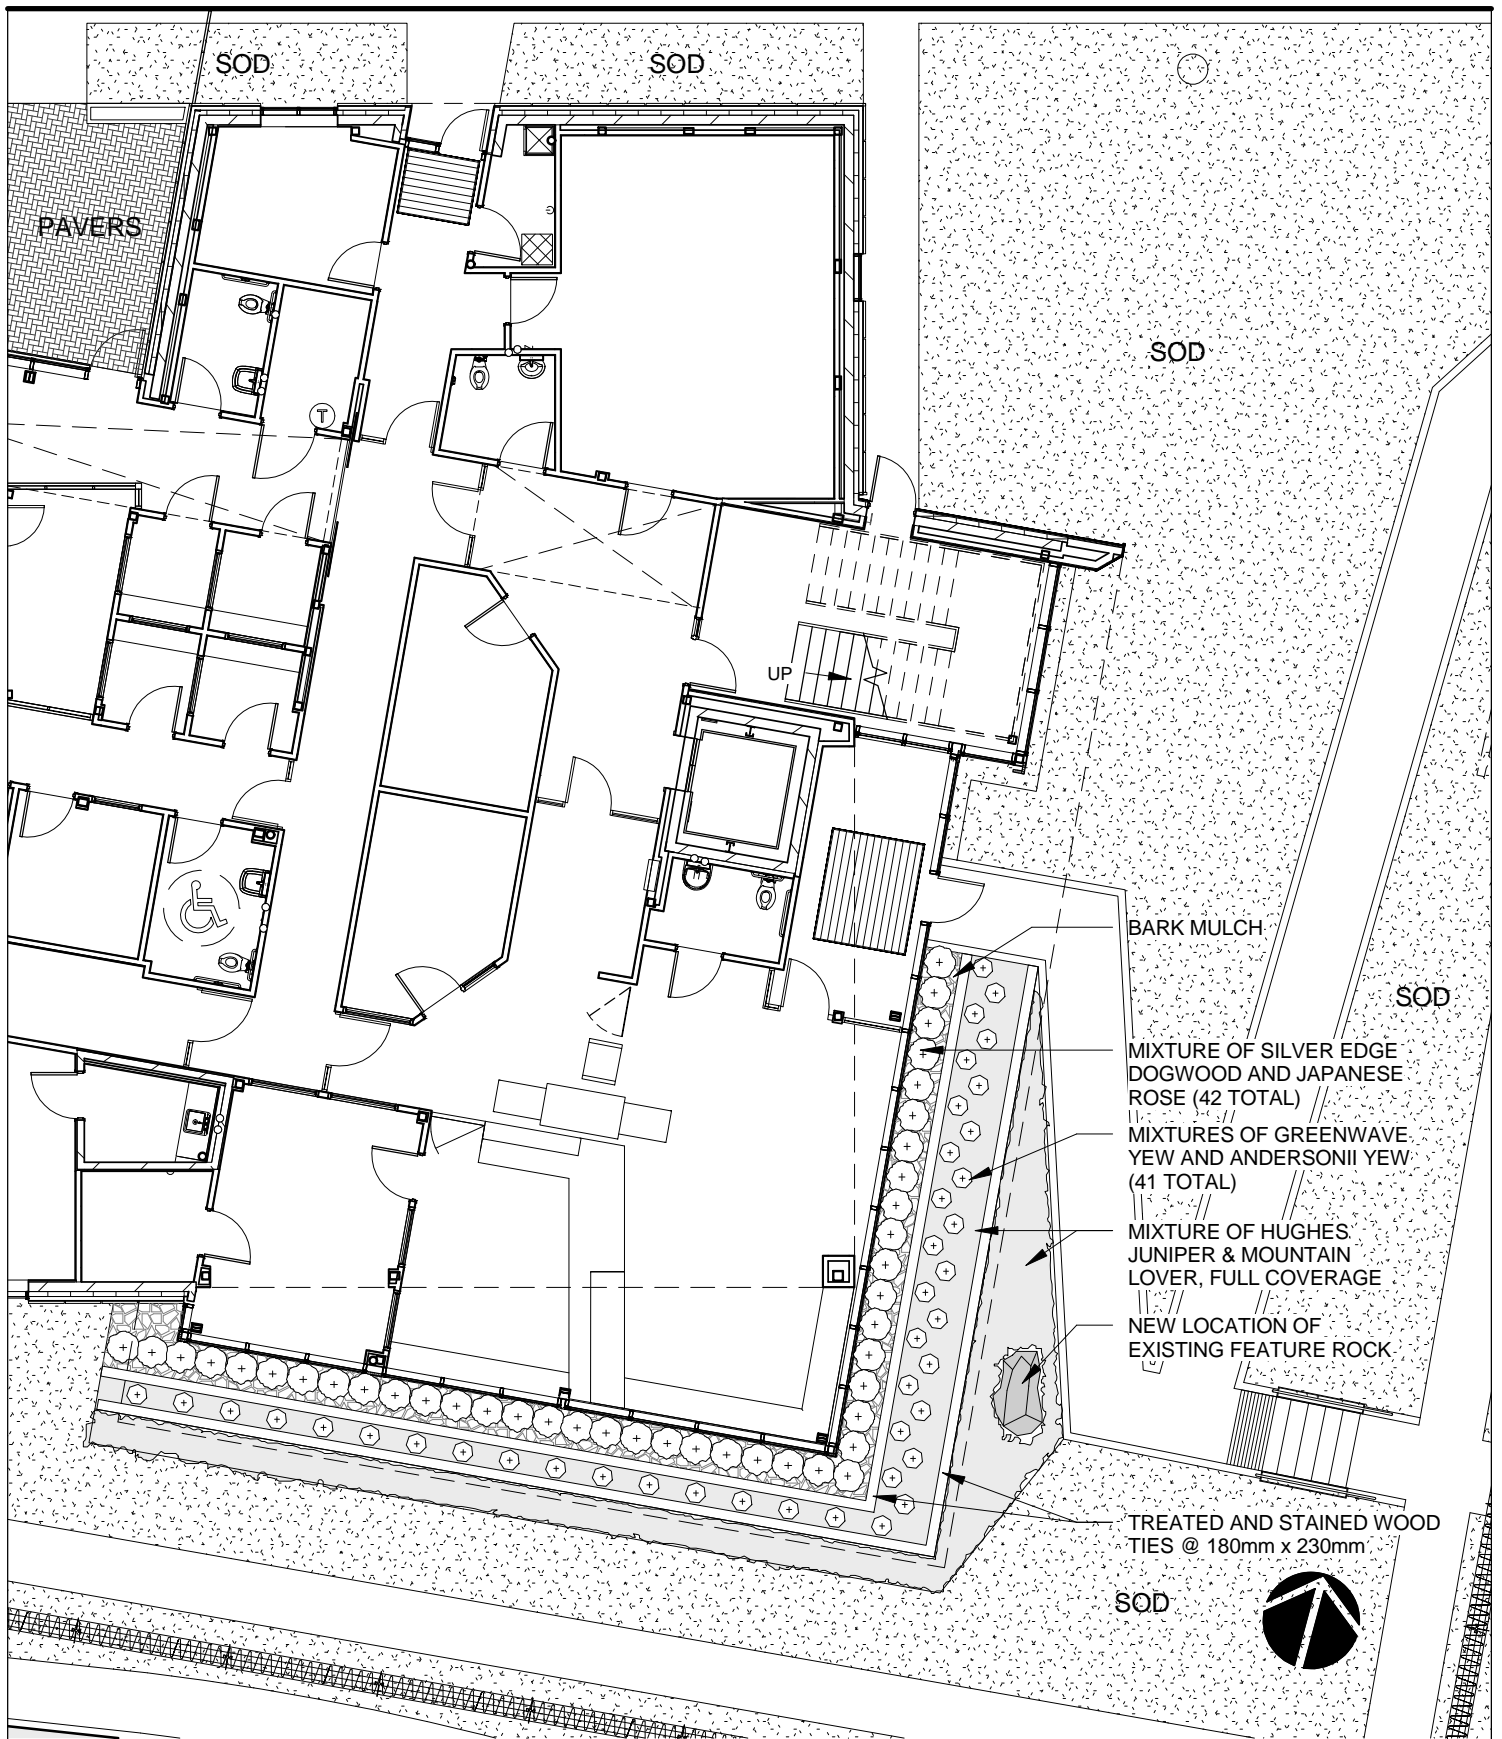 SOD
SOD
PAVERS
SOD
T
UP
BARK MULCH
SOD
MIXTURE OF SILVER EDGE
DOGWOOD AND JAPANESE
ROSE (42 TOTAL)
MIXTURES OF GREENWAVE
YEW AND ANDERSONII YEW
(41 TOTAL)
MIXTURE OF HUGHES
JUNIPER & MOUNTAIN
LOVER, FULL COVERAGE
NEW LOCATION OF
EXISTING FEATURE ROCK
TREATED AND STAINED WOOD
TIES @ 180mm x 230mm
SOD